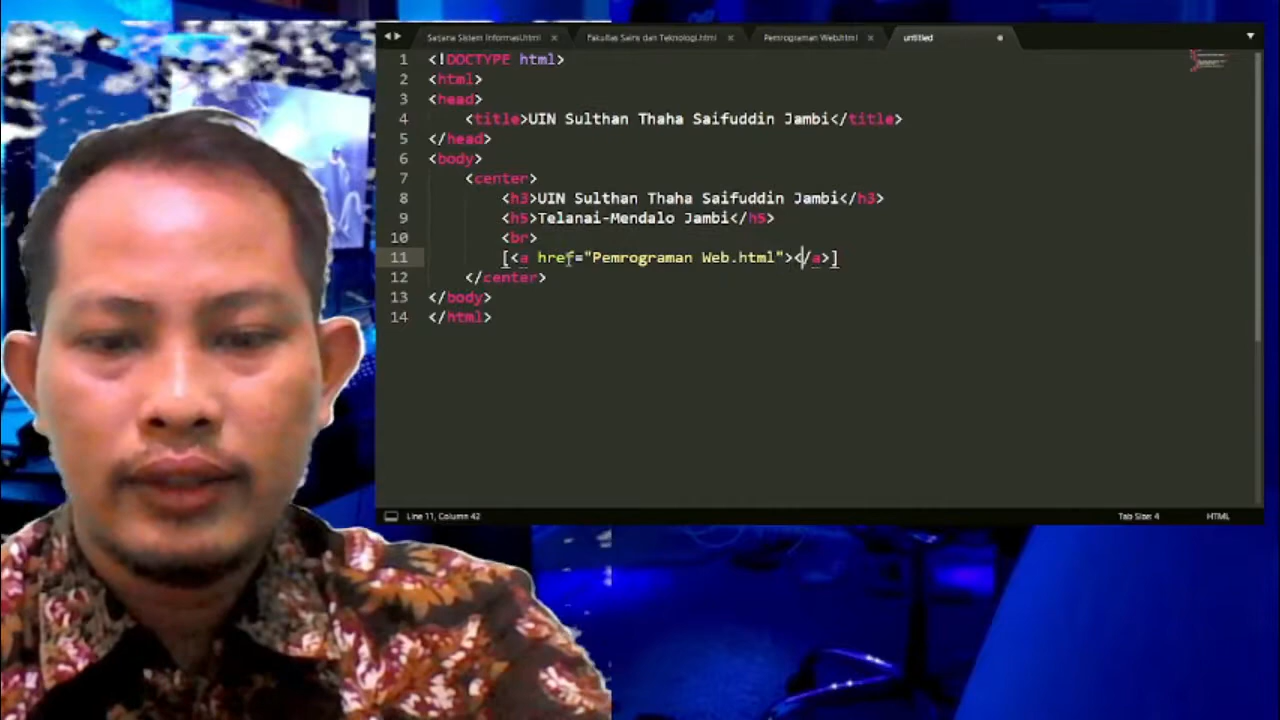 Sarjana Sistem Informasi.html
Fakultas Sains dan Teknologi.html
Pemrograman Web.html
untitled
1 <!DOCTYPE html>
2 <html>
3 <head>
4 <title>UIN Sulthan Thaha Saifuddin Jambi</title>
5 </head>
6 <body>
7 <center>
8 <h3>UIN Sulthan Thaha Saifuddin Jambi</h3>
9 <h5>Telanai-Mendalo Jambi</h5>
10 <br>
11 [<a href="Pemrograman Web.html"></a>]
12 </center>
13 </body>
14 </html>
Line 11, Column 42
Tab Size: 4
HTML